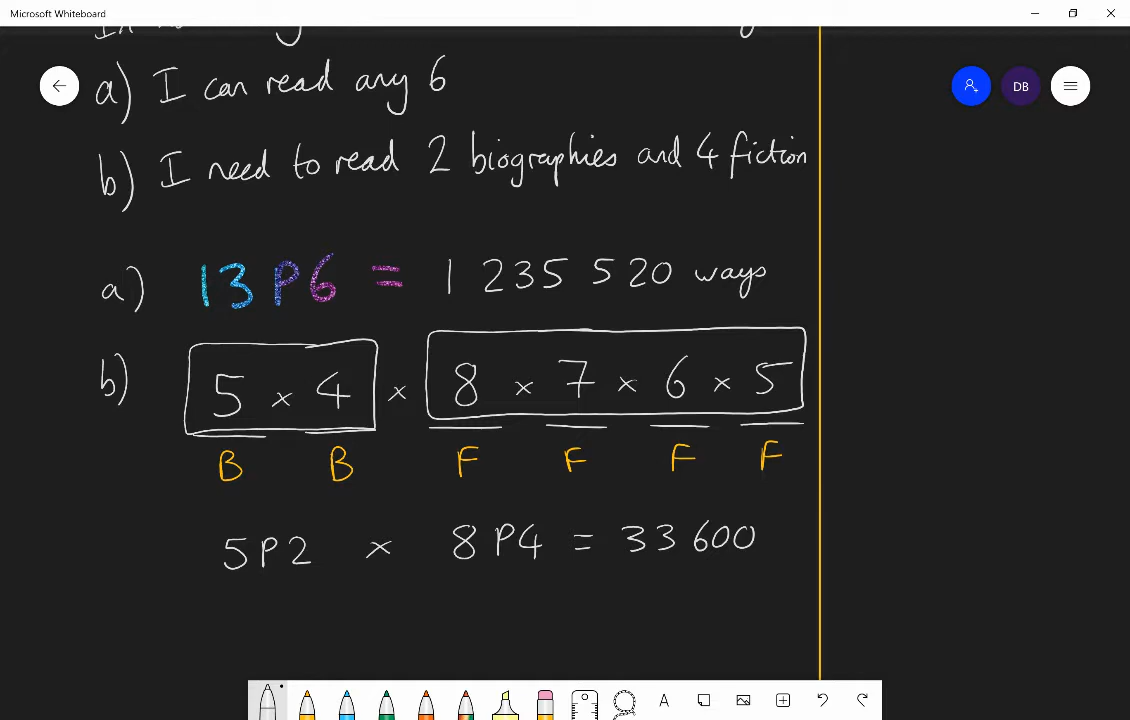 Microsoft Whiteboard
a) I can read any 6
DB
b) I need to read 2 biographies and 4 fiction
a) 13P6 = 1 235 520 ways
b) 5 × 4 × 8 × 7 × 6 × 5
B B F F F F
5P2 × 8P4 = 33 600
A